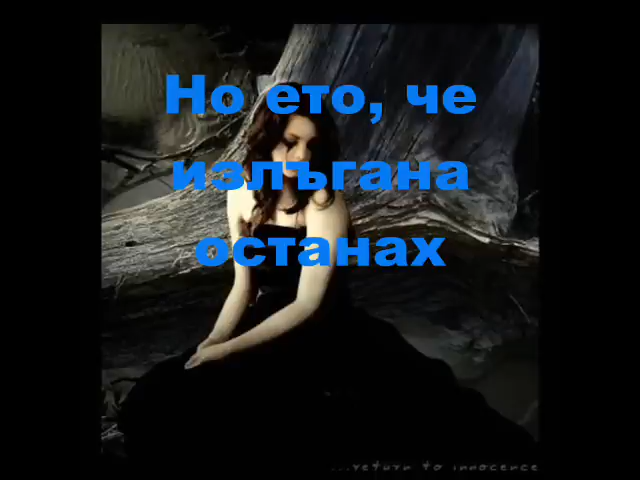 Но ето, че
излъгана
останах
...return to innocence